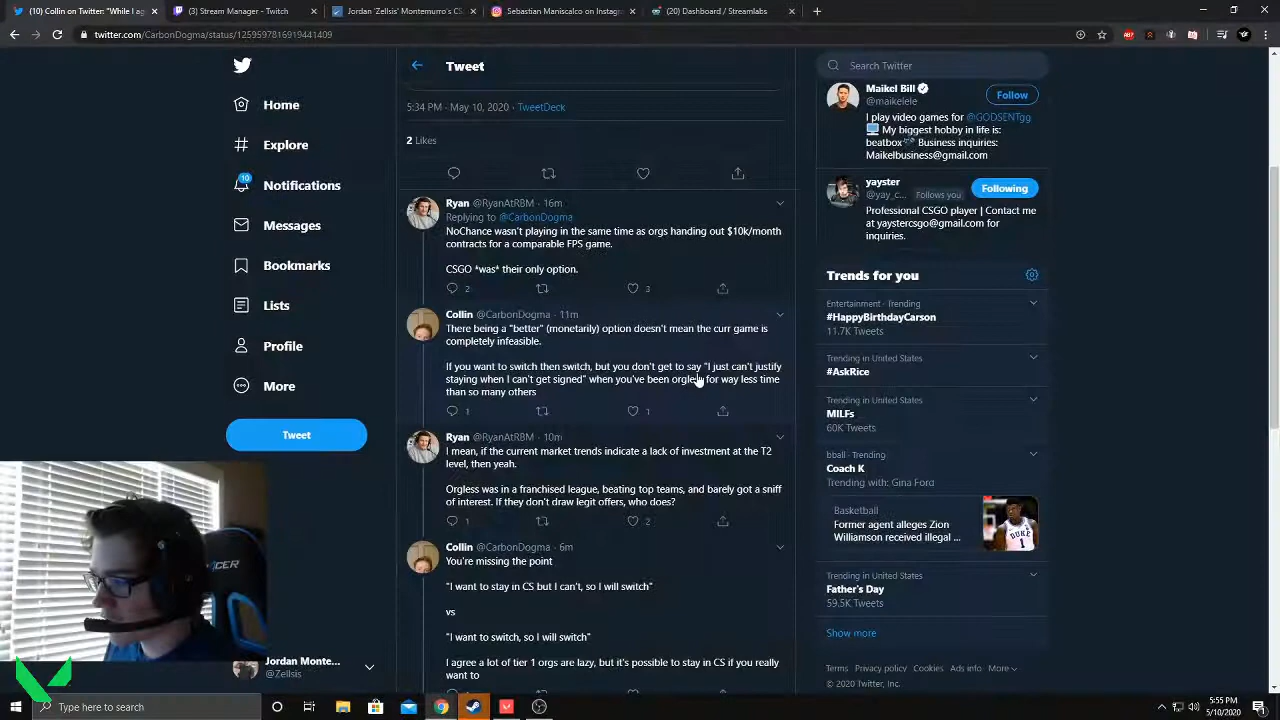 (10) Collin on Twitter: "While I ag
(3) Stream Manager - Twitch
Jordan 'Zellsis' Montemurro's CS
Sebastian Maniscalco on Instagra
(20) Dashboard / Streamlabs
twitter.com/CarbonDogma/status/1259597816919441409
Home
Explore
10
Notifications
Messages
Bookmarks
Lists
Profile
More
Tweet
Jordan Monte...
@Zellsis
Tweet
5:34 PM · May 10, 2020 · TweetDeck
2 Likes
Ryan @RyanAtRBM · 16m
Replying to @CarbonDogma
NoChance wasn't playing in the same time as orgs handing out $10k/month
contracts for a comparable FPS game.
CSGO *was* their only option.
2 3
Collin @CarbonDogma · 11m
There being a "better" (monetarily) option doesn't mean the curr game is
completely infeasible.
If you want to switch then switch, but you don't get to say "I just can't justify
staying when I can't get signed" when you've been orgless for way less time
than so many others
1 1
Ryan @RyanAtRBM · 10m
I mean, if the current market trends indicate a lack of investment at the T2
level, then yeah.
Orgless was in a franchised league, beating top teams, and barely got a sniff
of interest. If they don't draw legit offers, who does?
1 2
Collin @CarbonDogma · 6m
You're missing the point
"I want to stay in CS but I can't, so I will switch"
vs
"I want to switch, so I will switch"
I agree a lot of tier 1 orgs are lazy, but it's possible to stay in CS if you really
want to
Search Twitter
Maikel Bill
@maikelele
Follow
I play video games for @GODSENTgg
My biggest hobby in life is:
beatbox Business inquiries:
Maikelbusiness@gmail.com
yayster
@yay_c... Follows you
Following
Professional CSGO player | Contact me
at yaystercsgo@gmail.com for
inquiries.
Trends for you
Entertainment · Trending
#HappyBirthdayCarson
11.7K Tweets
Trending in United States
#AskRice
Trending in United States
MILFs
60K Tweets
bball · Trending
Coach K
Trending with: Gina Ford
Basketball
Former agent alleges Zion
Williamson received illegal ...
DUKE
1
Trending in United States
Father's Day
59.5K Tweets
Show more
Terms Privacy policy Cookies Ads info More
© 2020 Twitter, Inc.
Type here to search
5:55 PM
5/10/2020